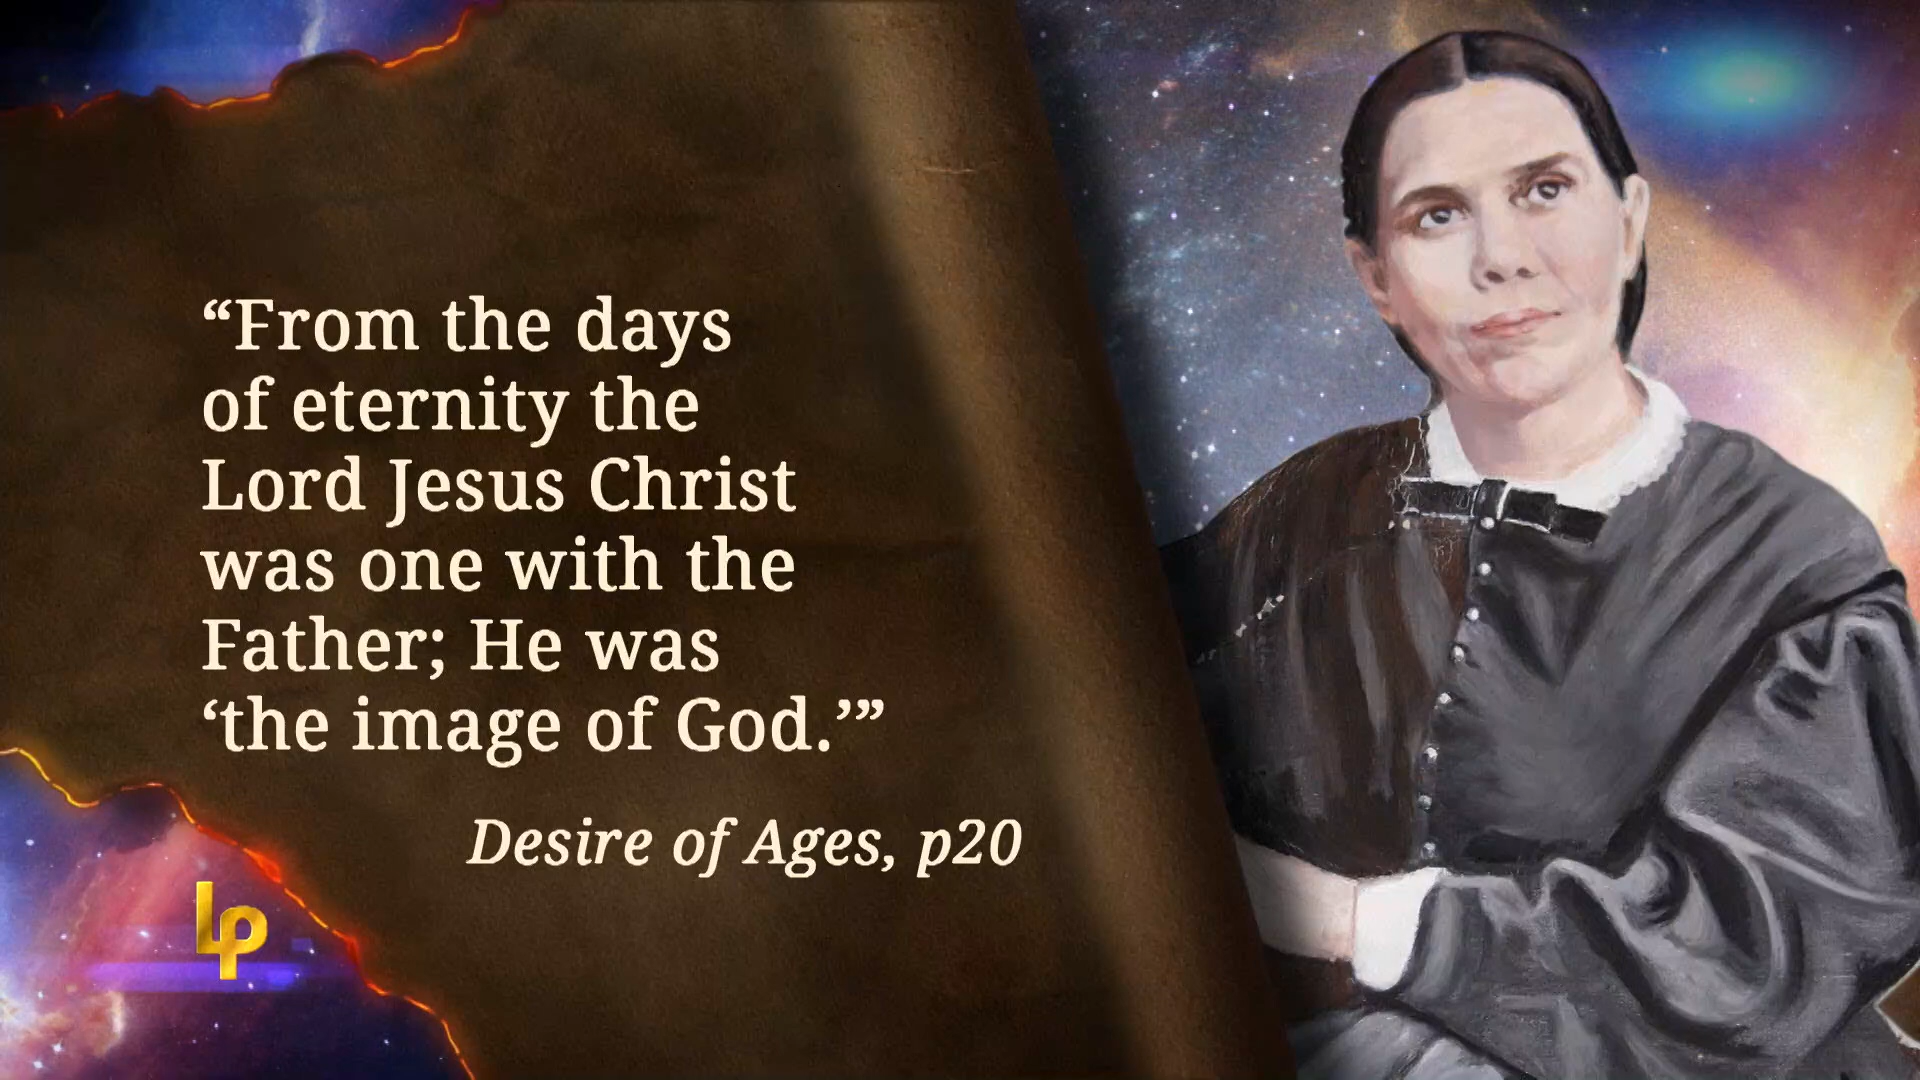 “From the days
of eternity the
Lord Jesus Christ
was one with the
Father; He was
‘the image of God.’”
Desire of Ages, p20
Lp